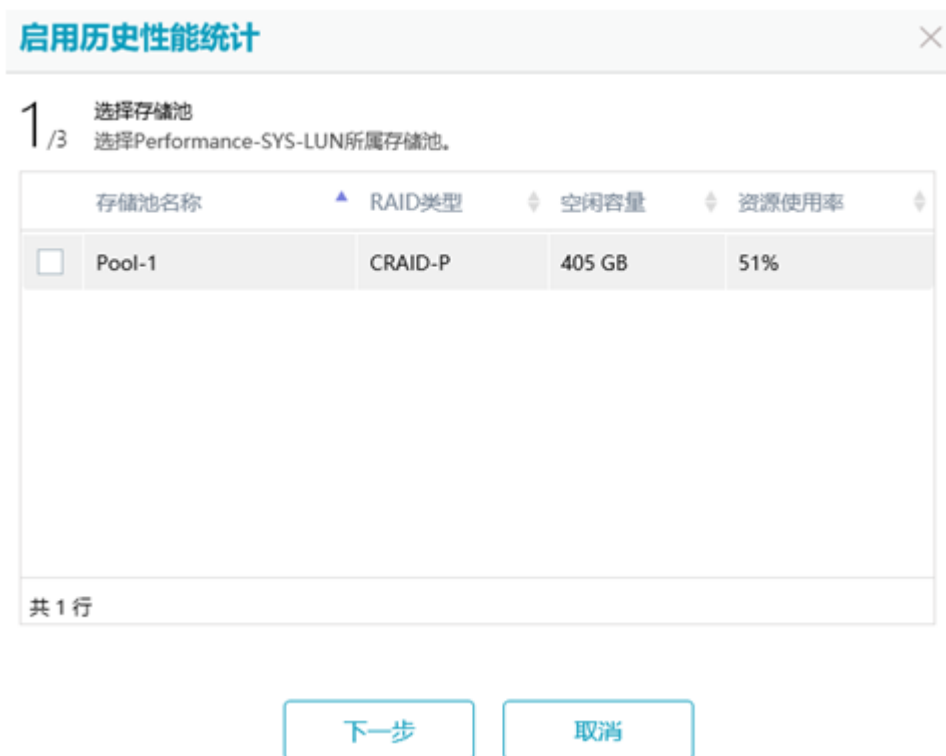 启用历史性能统计
1/3 选择存储池
选择Performance-SYS-LUN所属存储池。
存储池名称 RAID类型 空闲容量 资源使用率
Pool-1 CRAID-P 405 GB 51%
共 1 行
下一步 取消